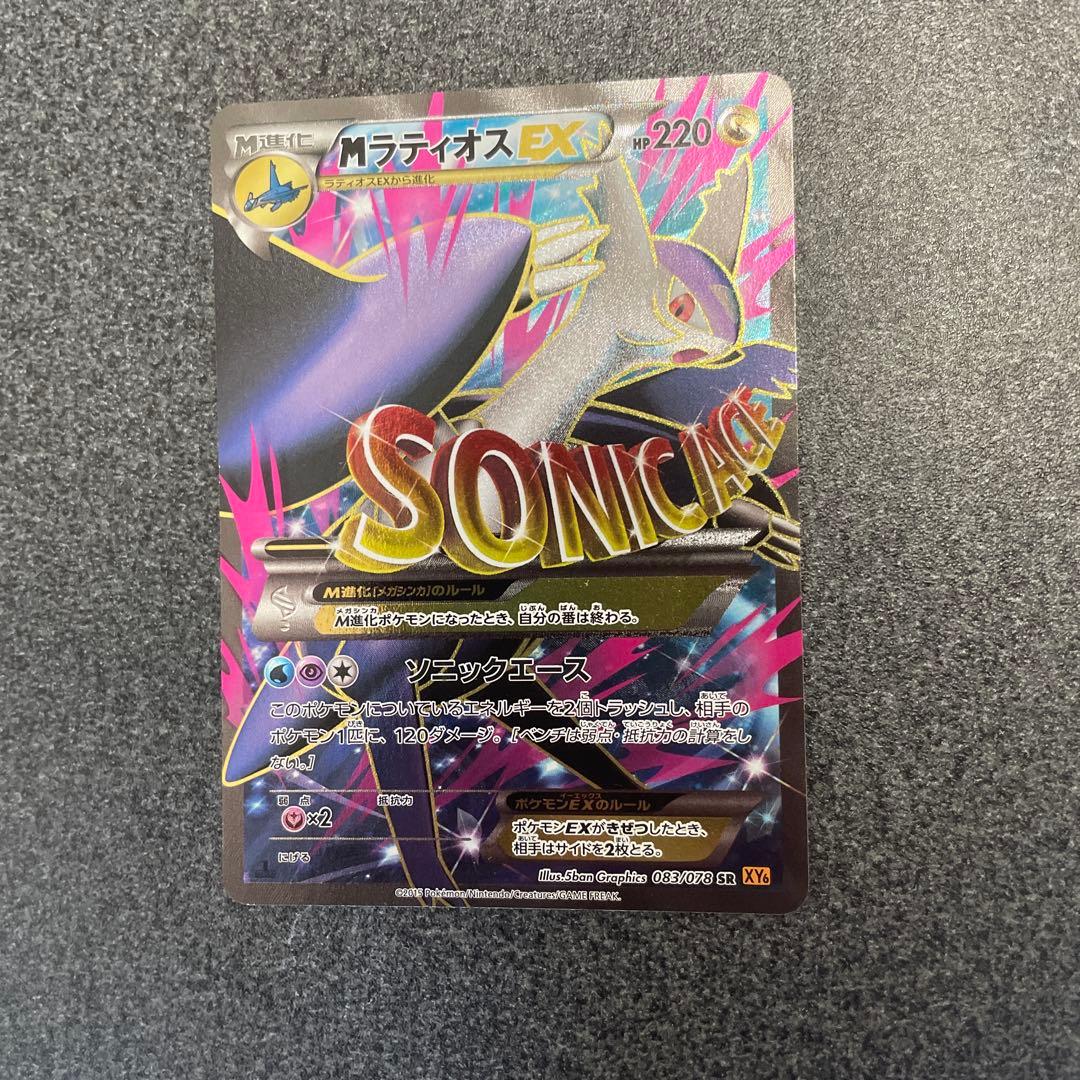 M進化
MラティオスEX
HP220
ラティオスEXから進化
SONIC ACE
M進化[メガシンカ]のルール
M進化ポケモンになったとき、自分の番は終わる。
ソニックエース
このポケモンについているエネルギーを2個トラッシュし、相手の
ポケモン1匹に、120ダメージ。[ベンチは弱点・抵抗力の計算をし
ない。]
弱点 抵抗力
×2
にげる
ポケモンEXのルール
ポケモンEXがきぜつしたとき、
相手はサイドを2枚とる。
Illus.5ban Graphics 083/078 SR XY6
©2015 Pokémon/Nintendo/Creatures/GAME FREAK.